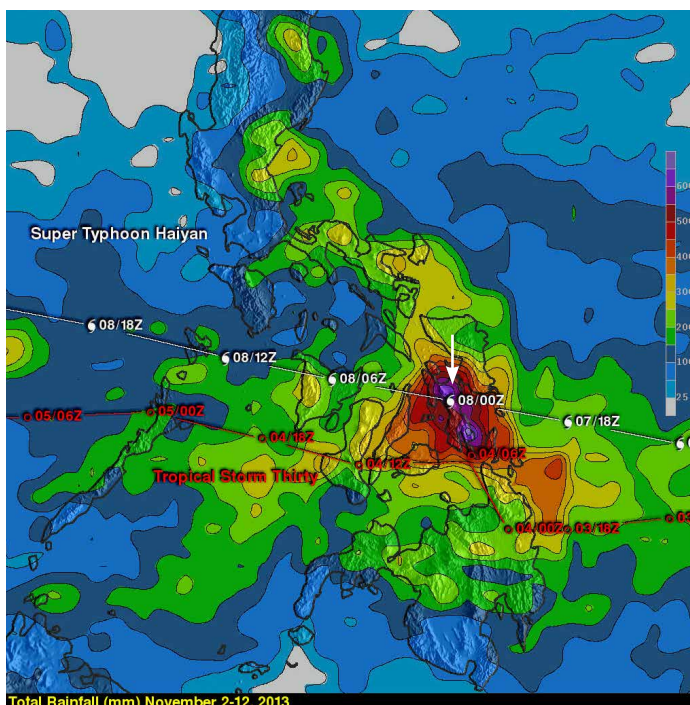 600
500
400
300
200
100
25
Super Typhoon Haiyan
08/18Z
08/12Z
08/06Z
08/00Z
07/18Z
05/06Z
05/00Z
04/18Z
04/12Z
04/06Z
Tropical Storm Thirty
04/00Z
03/18Z
03
Total Rainfall (mm) November 2-12, 2013